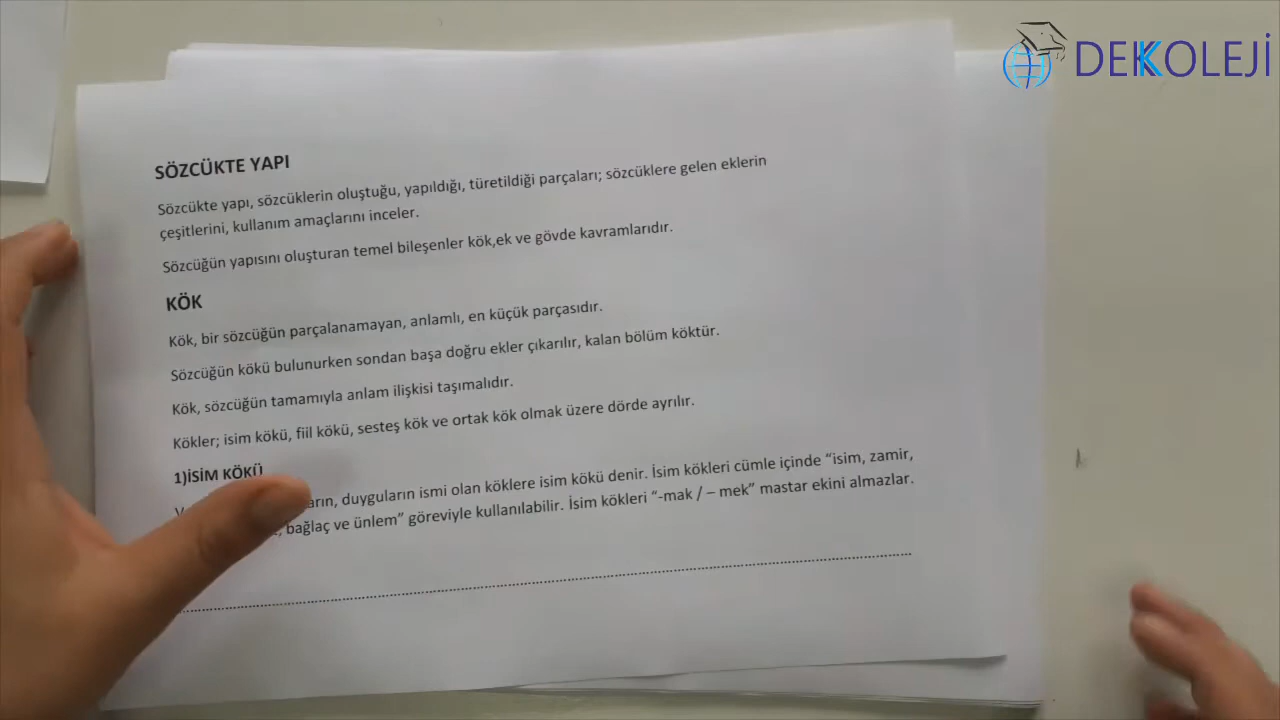 DEKKOLEJİ
SÖZCÜKTE YAPI
Sözcükte yapı, sözcüklerin oluştuğu, yapıldığı, türetildiği parçaları; sözcüklere gelen eklerin
çeşitlerini, kullanım amaçlarını inceler.
Sözcüğün yapısını oluşturan temel bileşenler kök,ek ve gövde kavramlarıdır.
KÖK
Kök, bir sözcüğün parçalanamayan, anlamlı, en küçük parçasıdır.
Sözcüğün kökü bulunurken sondan başa doğru ekler çıkarılır, kalan bölüm köktür.
Kök, sözcüğün tamamıyla anlam ilişkisi taşımalıdır.
Kökler; isim kökü, fiil kökü, sesteş kök ve ortak kök olmak üzere dörde ayrılır.
1)İSİM KÖKÜ
duyguların ismi olan köklere isim kökü denir. İsim kökleri cümle içinde “isim, zamir,
bağlaç ve ünlem” göreviyle kullanılabilir. İsim kökleri “-mak / – mek” mastar ekini almazlar.